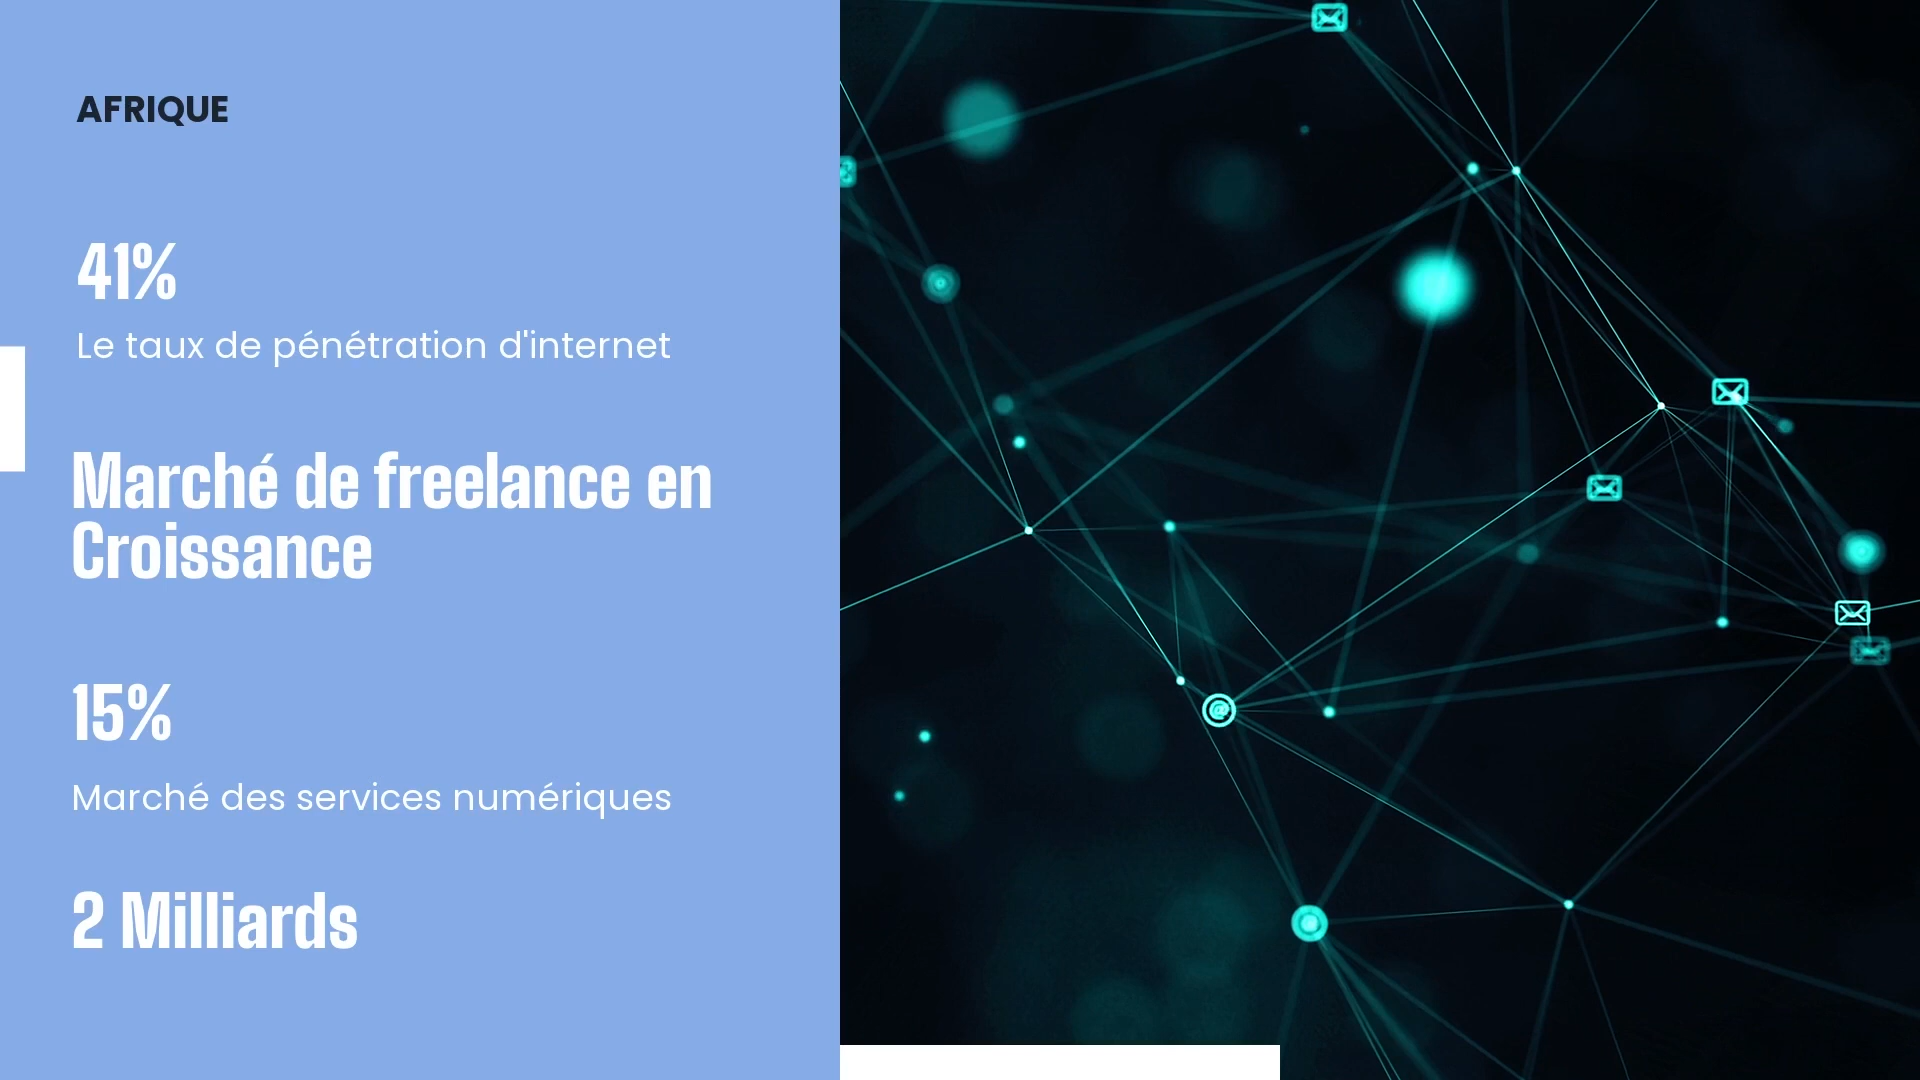 AFRIQUE
41%
Le taux de pénétration d'internet
Marché de freelance en
Croissance
15%
Marché des services numériques
2 Milliards
@